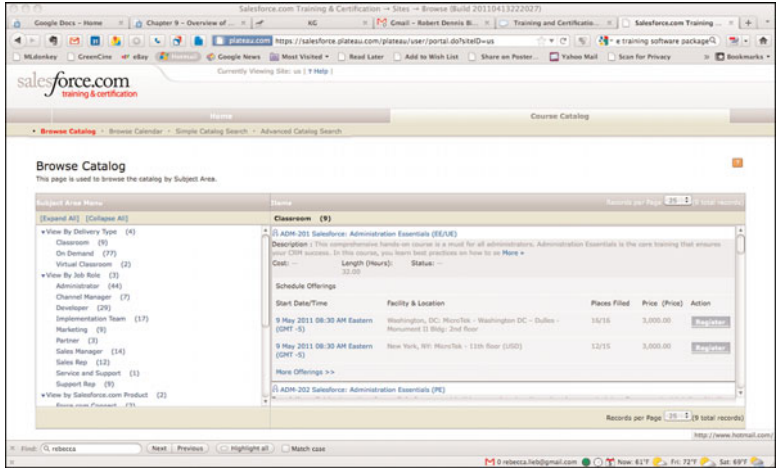 Salesforce.com Training & Certification → Sites → Browse (Build 20110413222027)
Google Docs - Home
Chapter 9 - Overview of ...
KG
Gmail - Robert Dennis B...
Training and Certificatio...
Salesforce.com Training ...
plateau.com https://salesforce.plateau.com/plateau/user/portal.do?siteID=us
e training software package
MLdonkey GreenCine eBay Hotmail Google News Most Visited Read Later Add to Wish List Share on Poster... Yahoo Mail Scan for Privacy Bookmarks
salesforce.com
training & certification
Currently Viewing Site: us | ? Help |
Home
Course Catalog
Browse Catalog Browse Calendar Simple Catalog Search Advanced Catalog Search
Browse Catalog
This page is used to browse the catalog by Subject Area.
Subject Area Menu
Items
Records per Page 25 (9 total records)
[Expand All] [Collapse All]
View By Delivery Type (4)
Classroom (9)
On-Demand (77)
Virtual Classroom (2)
View By Job Role (3)
Administrator (44)
Channel Manager (7)
Developer (29)
Implementation Team (17)
Marketing (9)
Partner (3)
Sales Manager (14)
Sales Rep (12)
Service and Support (1)
Support Rep (9)
View by Salesforce.com Product (2)
Force.com Connect
Classroom (9)
ADM-201 Salesforce: Administration Essentials (EE/UE)
Description : This comprehensive hands-on course is a must for all administrators. Administration Essentials is the core training that ensures
your CRM success. In this course, you learn best practices on how to se More »
Cost: -- Length (Hours): Status: --
32.00
Schedule Offerings
Start Date/Time Facility & Location Places Filled Price (Price) Action
9 May 2011 08:30 AM Eastern Washington, DC: MicroTek - Washington DC - Dulles - 16/16 3,000.00 Register
(GMT -5) Monument II Bldg: 2nd floor
9 May 2011 08:30 AM Eastern New York, NY: MicroTek - 11th floor (USD) 12/15 3,000.00 Register
(GMT -5)
More Offerings >>
ADM-202 Salesforce: Administration Essentials (PE)
Records per Page 25 (9 total records)
http://www.hotmail.com/
Find: rebecca Next Previous Highlight all Match case
0 rebecca.lieb@gmail.com Now: 61°F Fri: 72°F Sat: 69°F